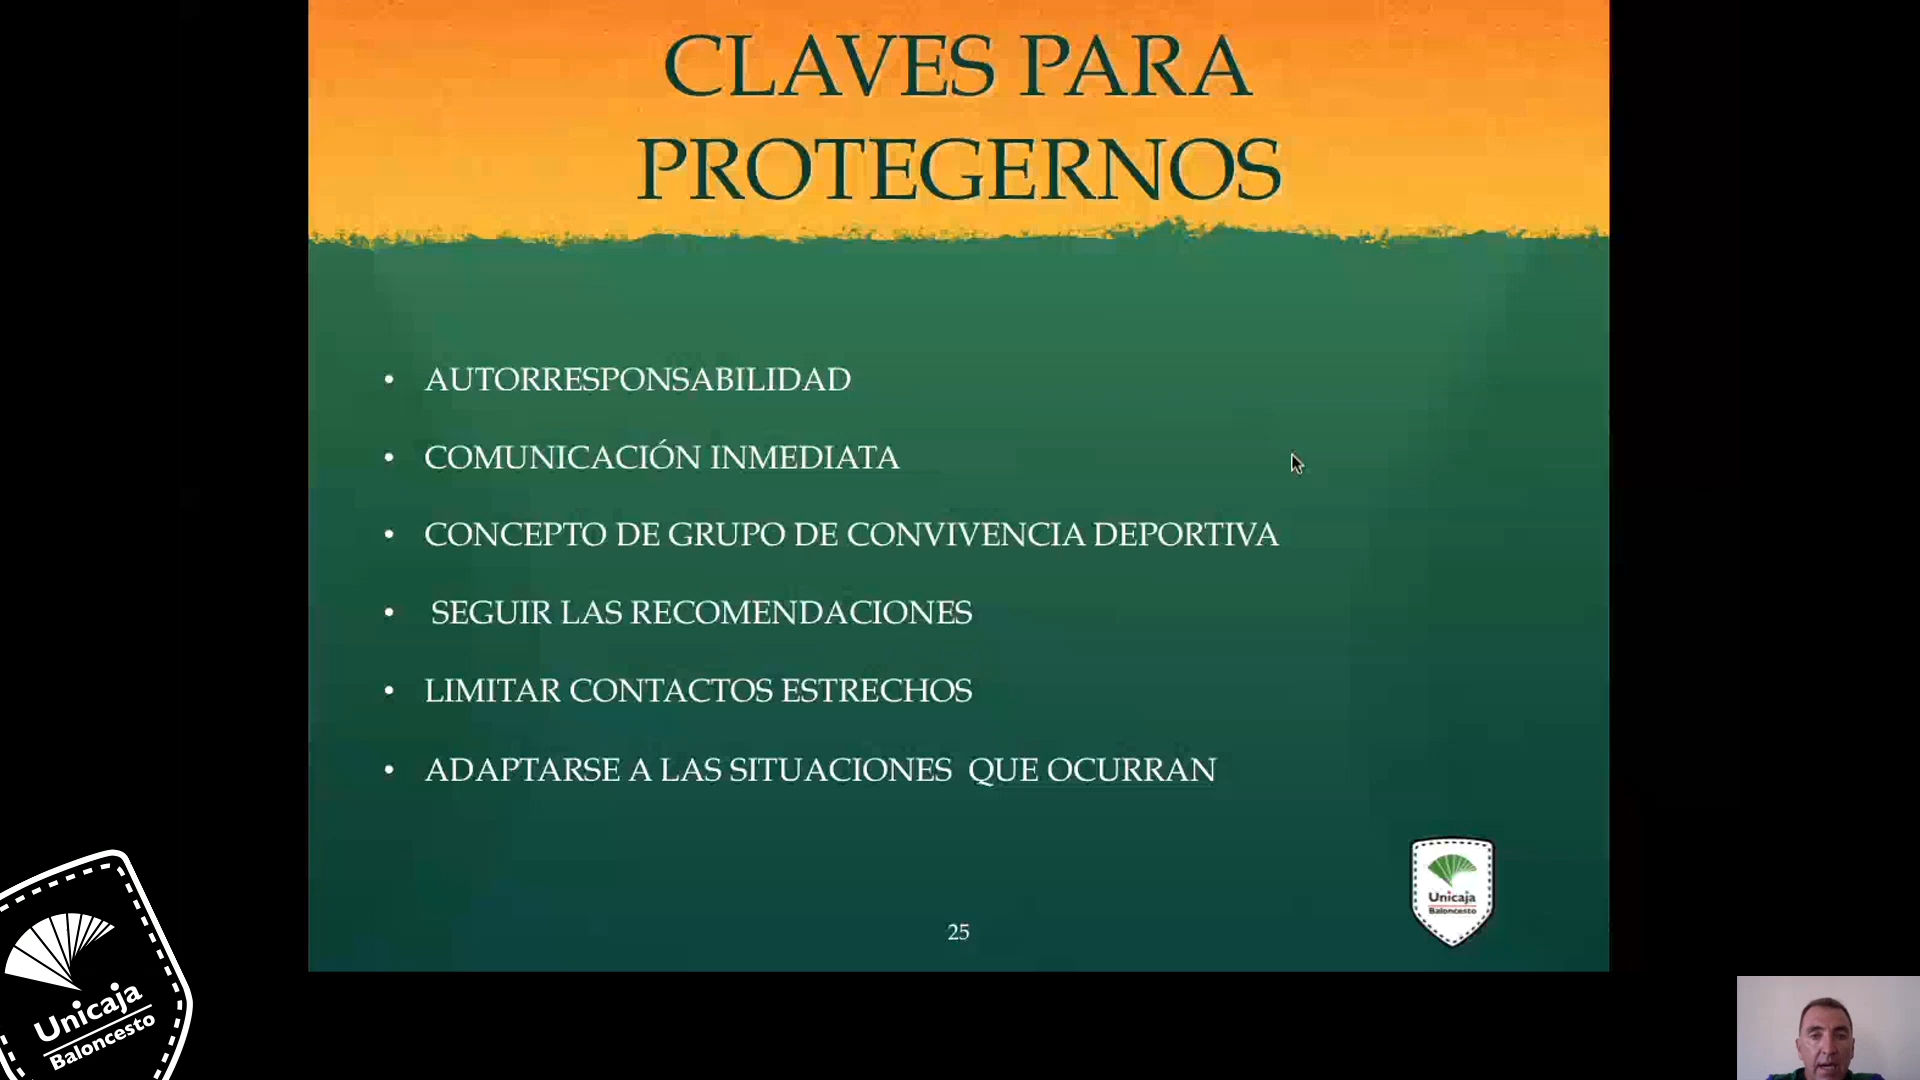 CLAVES PARA
PROTEGERNOS
• AUTORRESPONSABILIDAD
• COMUNICACIÓN INMEDIATA
• CONCEPTO DE GRUPO DE CONVIVENCIA DEPORTIVA
• SEGUIR LAS RECOMENDACIONES
• LIMITAR CONTACTOS ESTRECHOS
• ADAPTARSE A LAS SITUACIONES QUE OCURRAN
Unicaja
Baloncesto
25
Unicaja
Baloncesto